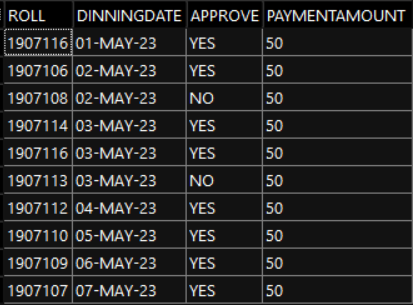 ROLL DINNINGDATE APPROVE PAYMENTAMOUNT
1907116 01-MAY-23 YES 50
1907106 02-MAY-23 YES 50
1907108 02-MAY-23 NO 50
1907114 03-MAY-23 YES 50
1907116 03-MAY-23 YES 50
1907113 03-MAY-23 NO 50
1907112 04-MAY-23 YES 50
1907110 05-MAY-23 YES 50
1907109 06-MAY-23 YES 50
1907107 07-MAY-23 YES 50